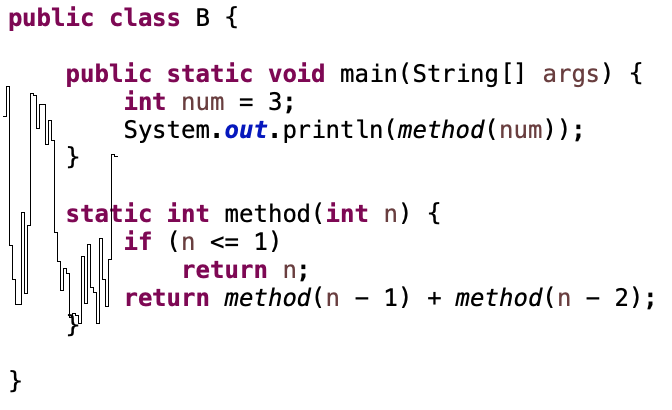 public class B {
public static void main(String[] args) {
int num = 3;
System.out.println(method(num));
}
static int method(int n) {
if (n <= 1)
return n;
return method(n - 1) + method(n - 2);
}
}